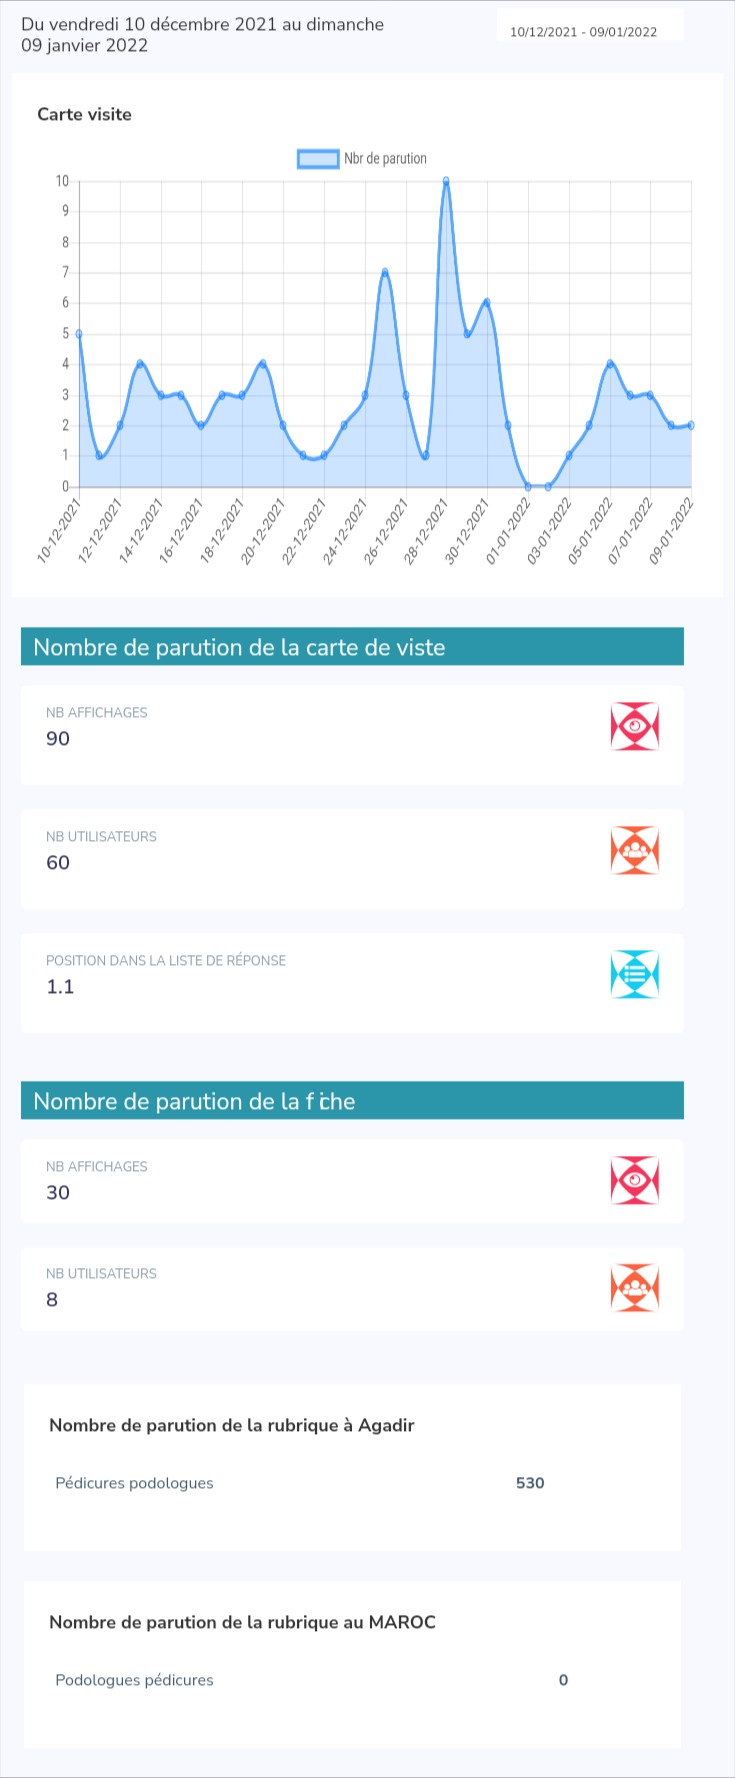 Du vendredi 10 décembre 2021 au dimanche
09 janvier 2022
10/12/2021 - 09/01/2022
Carte visite
Nbr de parution
10
9
8
7
6
5
4
3
2
1
0
10-12-2021
12-12-2021
14-12-2021
16-12-2021
18-12-2021
20-12-2021
22-12-2021
24-12-2021
26-12-2021
28-12-2021
30-12-2021
01-01-2022
03-01-2022
05-01-2022
07-01-2022
09-01-2022
Nombre de parution de la carte de viste
NB AFFICHAGES
90
NB UTILISATEURS
60
POSITION DANS LA LISTE DE RÉPONSE
1.1
Nombre de parution de la fiche
NB AFFICHAGES
30
NB UTILISATEURS
8
Nombre de parution de la rubrique à Agadir
Pédicures podologues 530
Nombre de parution de la rubrique au MAROC
Podologues pédicures 0